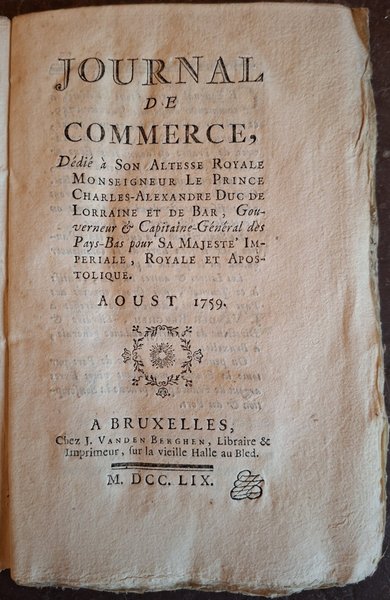 JOURNAL
DE
COMMERCE,
Dédié à SON ALTESSE ROYALE
MONSEIGNEUR LE PRINCE
CHARLES-ALEXANDRE DUC DE
LORRAINE ET DE BAR, Gou-
verneur & Capitaine-Général des
Pays-Bas pour SA MAJESTE' IM-
PERIALE, ROYALE ET APOS-
TOLIQUE.
AOUST 1759.
A BRUXELLES,
Chez J. VANDEN BERGHEN, Libraire &
Imprimeur, sur la vieille Halle au Bled.
M. DCC. LIX.